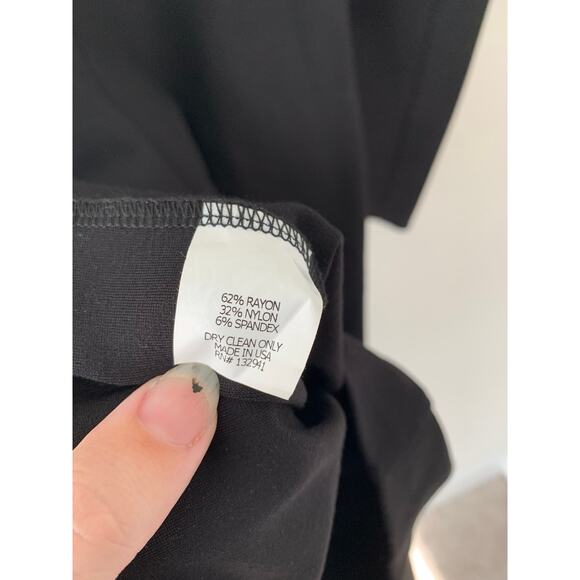 62% RAYON
32% NYLON
6% SPANDEX
DRY CLEAN ONLY
MADE IN USA
RN# 132941